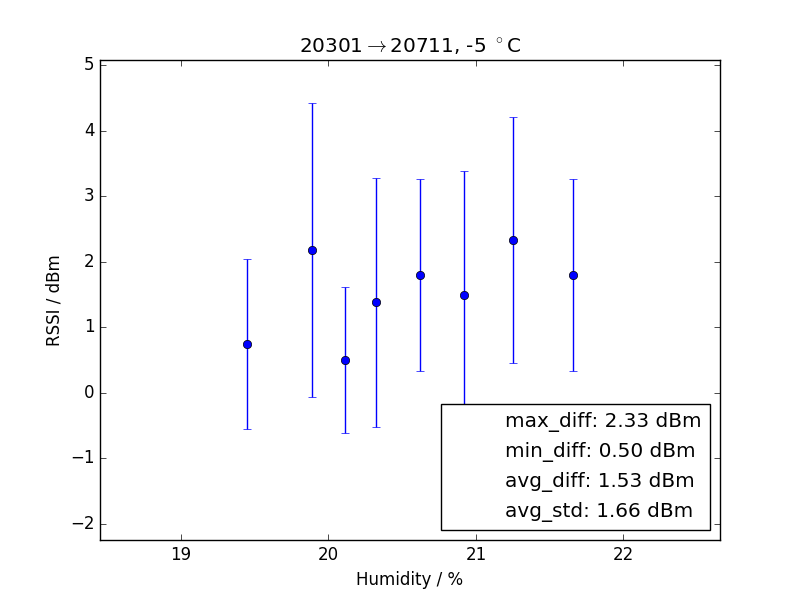 20301→20711, -5 °C
RSSI / dBm
5
4
3
2
1
0
−1
−2
max_diff: 2.33 dBm
min_diff: 0.50 dBm
avg_diff: 1.53 dBm
avg_std: 1.66 dBm
19 20 21 22
Humidity / %